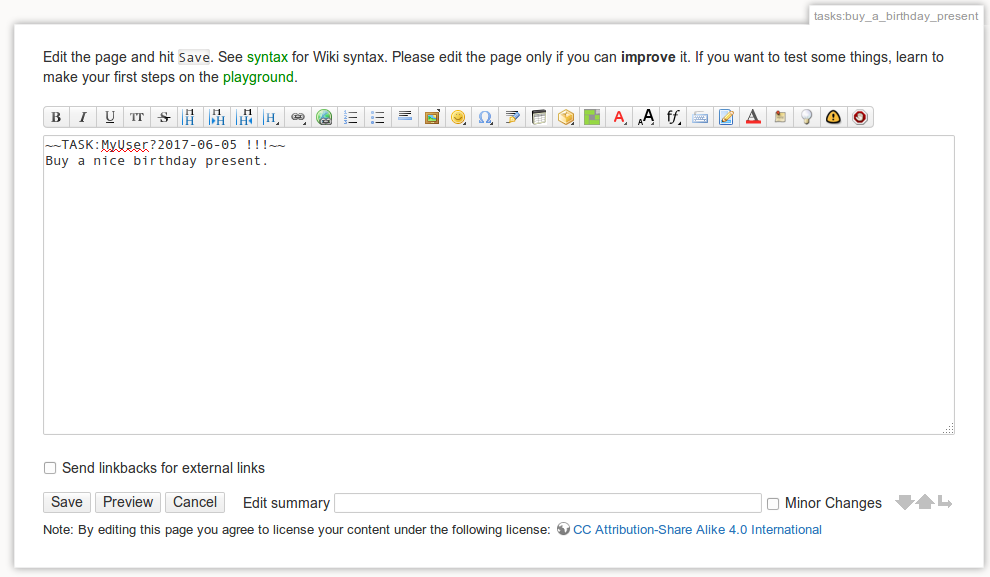 tasks:buy_a_birthday_present
Edit the page and hit Save. See syntax for Wiki syntax. Please edit the page only if you can improve it. If you want to test some things, learn to
make your first steps on the playground.
B I U TT S H H H H A AA ff A
~~TASK:MyUser?2017-06-05 !!!~~
Buy a nice birthday present.
Send linkbacks for external links
Save Preview Cancel Edit summary Minor Changes
Note: By editing this page you agree to license your content under the following license: CC Attribution-Share Alike 4.0 International